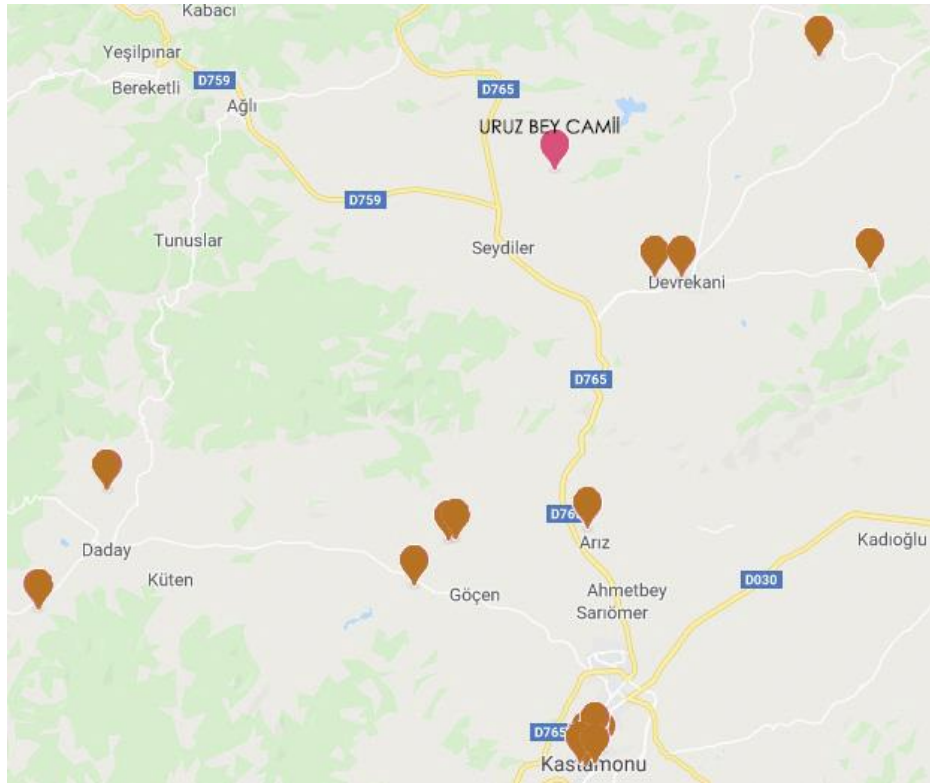 Kabacı
Yeşilpınar
D759
D765
Bereketli
Ağlı
URUZ BEY CAMİİ
D759
Tunuslar
Seydiler
Devrekani
D765
D76
Arız
Kadıoğlu
Daday
Küten
Göçen
D030
Ahmetbey
Sarıömer
D765
Kastamonu